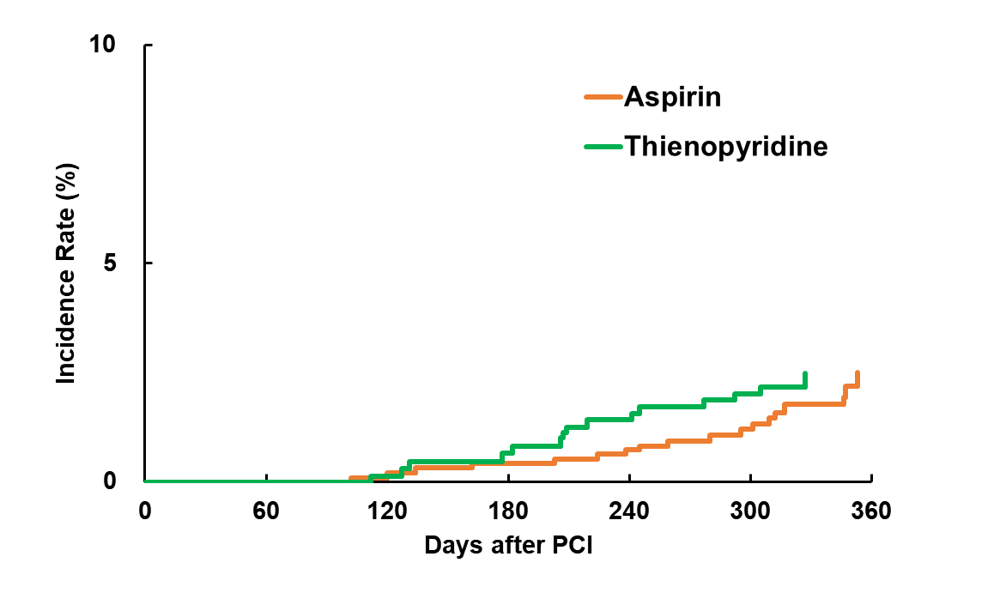 10
Aspirin
Thienopyridine
Incidence Rate (%)
5
0
0 60 120 180 240 300 360
Days after PCI